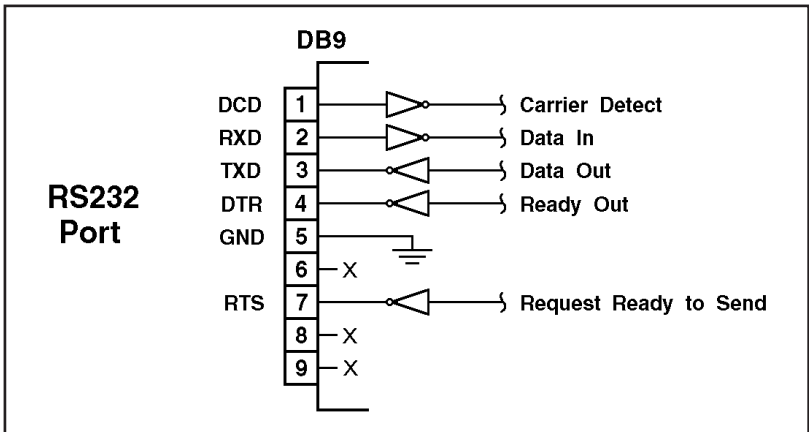 DB9
DCD 1 Carrier Detect
RXD 2 Data In
TXD 3 Data Out
RS232
Port
DTR 4 Ready Out
GND 5
6 X
RTS 7 Request Ready to Send
8 X
9 X